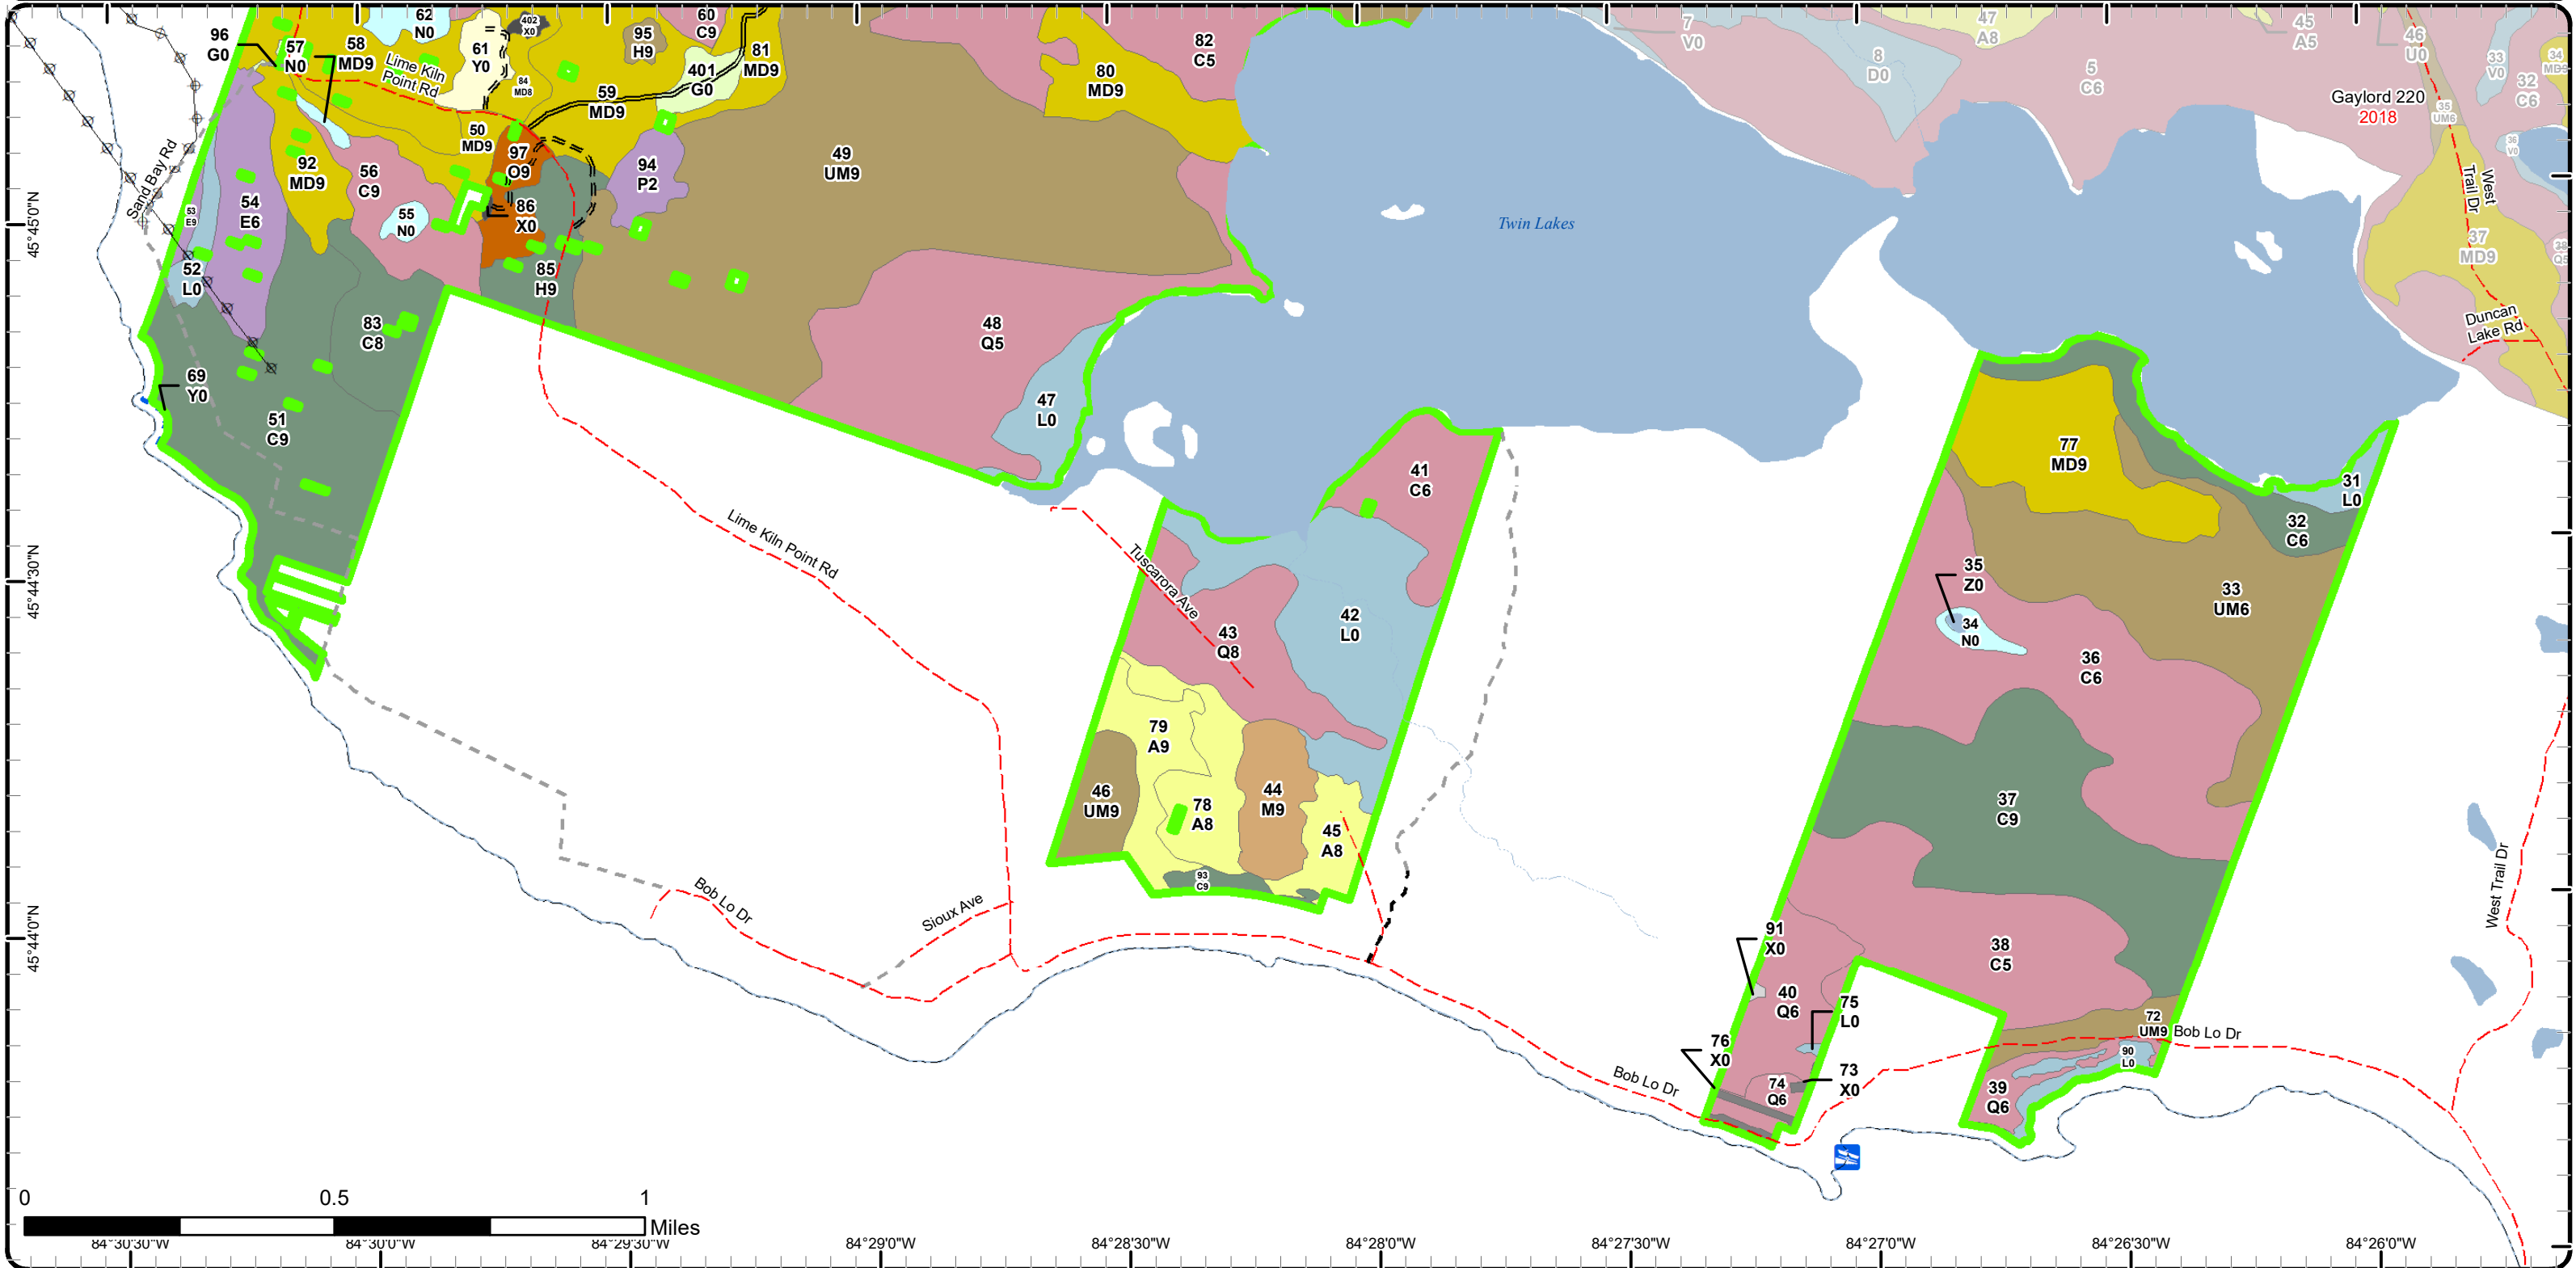 96
G0
57
N0
58
MD9
62
N0
61
Y0
402
X0
84
MD8
95
H9
60
C9
401
G0
81
MD9
59
MD9
Lime Kiln
Point Rd
50
MD9
49
UM9
82
C5
80
MD9
7
V0
8
D0
47
A8
5
C6
45
A5
46
U0
33
V0
32
C6
34
MD9
Gaylord 220
2018
35
UM6
36
V0
West
Trail Dr
37
MD9
38
Q5
Duncan
Lake Rd
Sand Bay Rd
53
E9
54
E6
92
MD9
56
C9
55
N0
97
O9
86
X0
94
P2
52
L0
85
H9
83
C8
69
Y0
51
C9
48
Q5
47
L0
Twin Lakes
41
C6
77
MD9
31
L0
32
C6
33
UM6
35
Z0
34
N0
36
C6
Lime Kiln Point Rd
Tuscarora Ave
42
L0
43
Q8
79
A9
46
UM9
78
A8
44
M9
45
A8
93
C9
37
C9
38
C5
91
X0
40
Q6
75
L0
76
X0
74
Q6
73
X0
72
UM9
90
L0
39
Q6
Bob Lo Dr
Sioux Ave
Bob Lo Dr
Bob Lo Dr
West Trail Dr
45°45'0"N
45°44'30"N
45°44'0"N
0 0.5 1
Miles
84°30'30"W 84°30'0"W 84°29'30"W 84°29'0"W 84°28'30"W 84°28'0"W 84°27'30"W 84°27'0"W 84°26'30"W 84°26'0"W